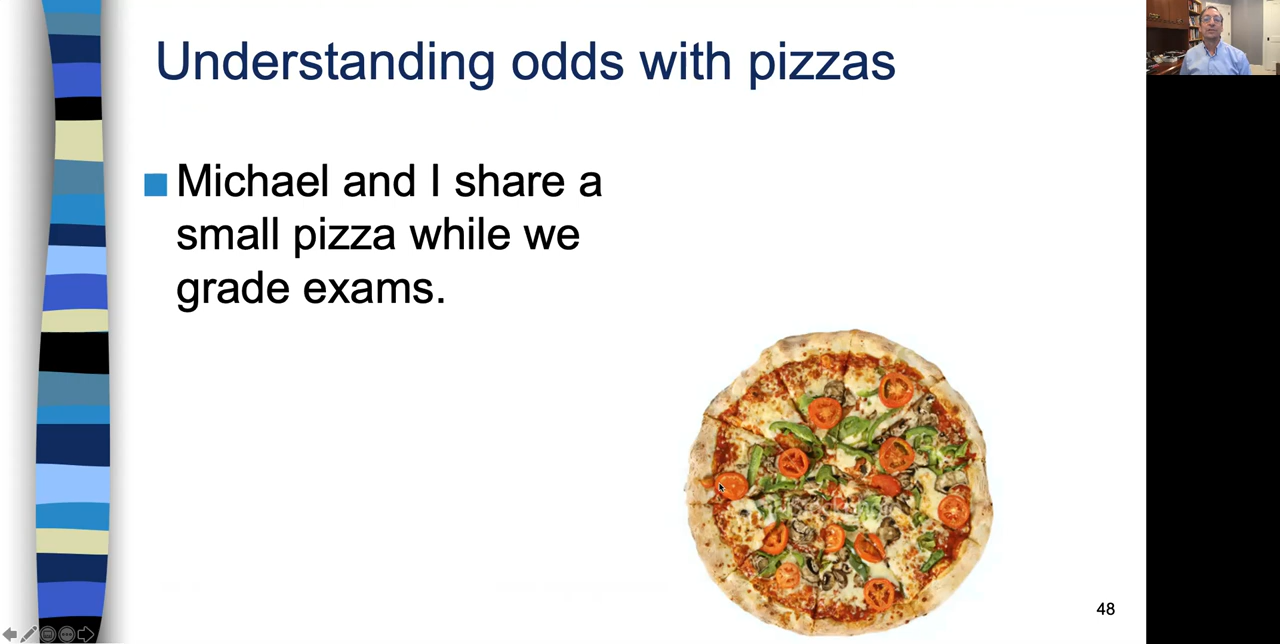 Understanding odds with pizzas
Michael and I share a
small pizza while we
grade exams.
48